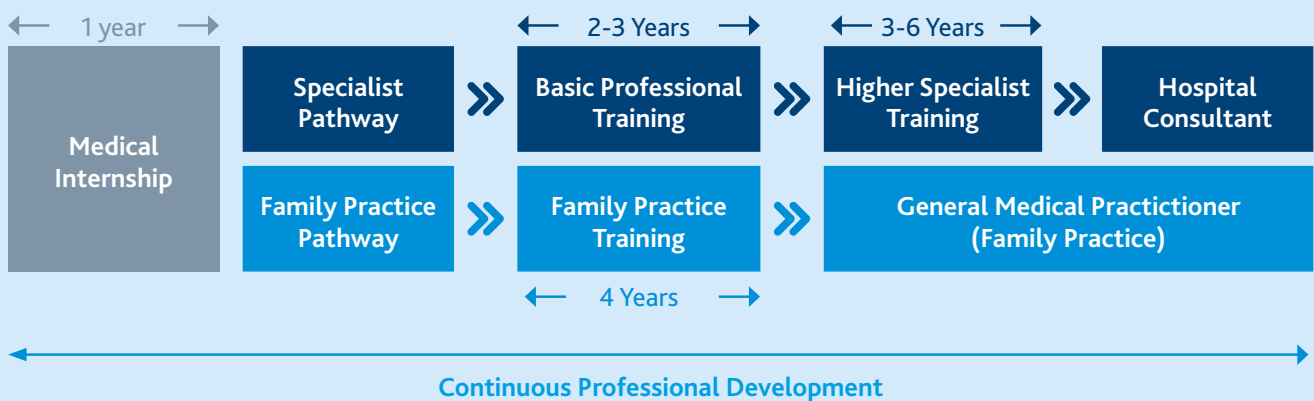 1 year
2-3 Years
3-6 Years
Medical
Internship
Specialist
Pathway
Basic Professional
Training
Higher Specialist
Training
Hospital
Consultant
Family Practice
Pathway
Family Practice
Training
General Medical Practictioner
(Family Practice)
4 Years
Continuous Professional Development